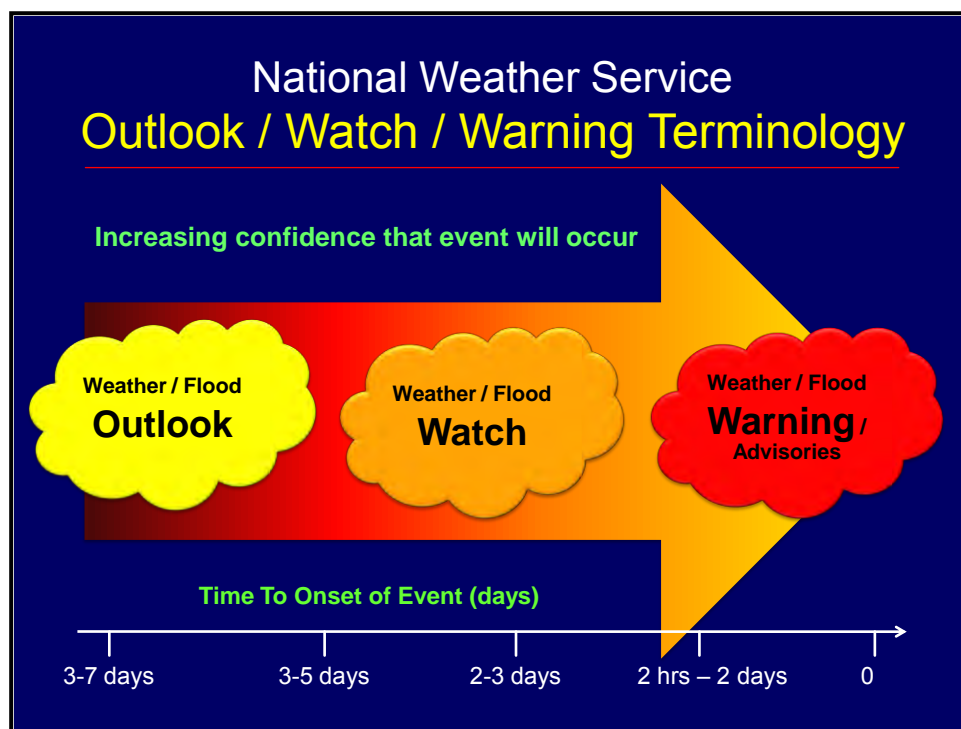 National Weather Service
Outlook / Watch / Warning Terminology
Increasing confidence that event will occur
Weather / Flood
Outlook
Weather / Flood
Watch
Weather / Flood
Warning /
Advisories
Time To Onset of Event (days)
3-7 days 3-5 days 2-3 days 2 hrs – 2 days 0